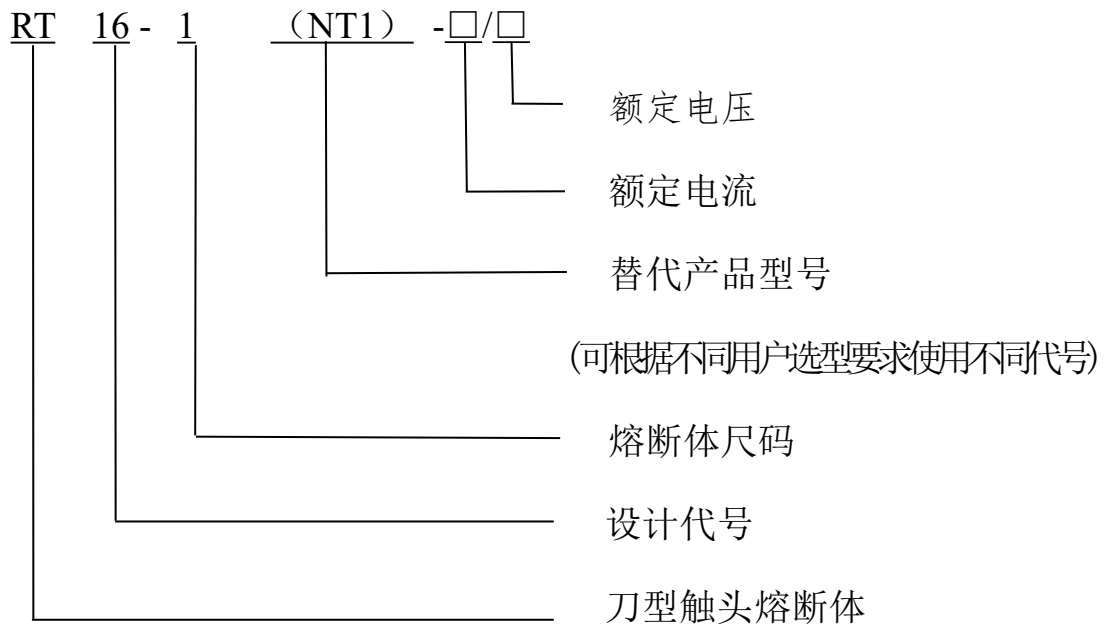 RT 16 - 1 （NT1） -□/□
额定电压
额定电流
替代产品型号
(可根据不同用户选型要求使用不同代号)
熔断体尺码
设计代号
刀型触头熔断体